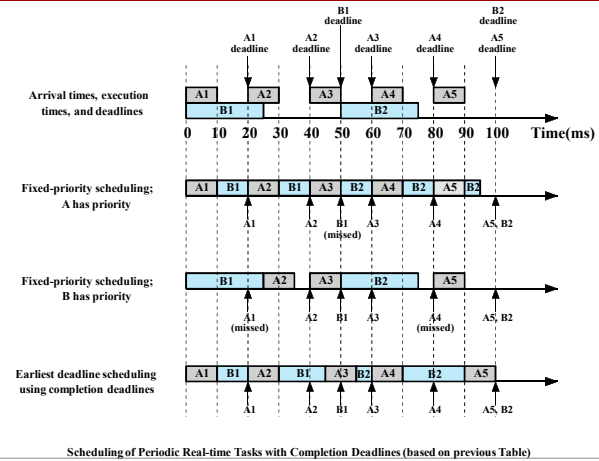 B1
deadline
B2
deadline
A1
deadline
A2
deadline
A3
deadline
A4
deadline
A5
deadline
Arrival times, execution
times, and deadlines
A1 A2 A3 A4 A5
B1 B2
0 10 20 30 40 50 60 70 80 90 100 Time(ms)
Fixed-priority scheduling;
A has priority
A1 B1 A2 B1 A3 B2 A4 B2 A5 B2
A1 A2 B1 A3 A4 A5, B2
(missed)
Fixed-priority scheduling;
B has priority
B1 A2 A3 B2 A5
A1 A2 B1 A3 A4 A5, B2
(missed) (missed)
Earliest deadline scheduling
using completion deadlines
A1 B1 A2 B1 A3 B2 A4 B2 A5
A1 A2 B1 A3 A4 A5, B2
Scheduling of Periodic Real-time Tasks with Completion Deadlines (based on previous Table)